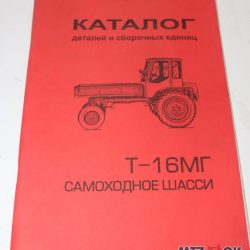 КАТАЛОГ
деталей и сборочных единиц
Т-16МГ
САМОХОДНОЕ ШАССИ